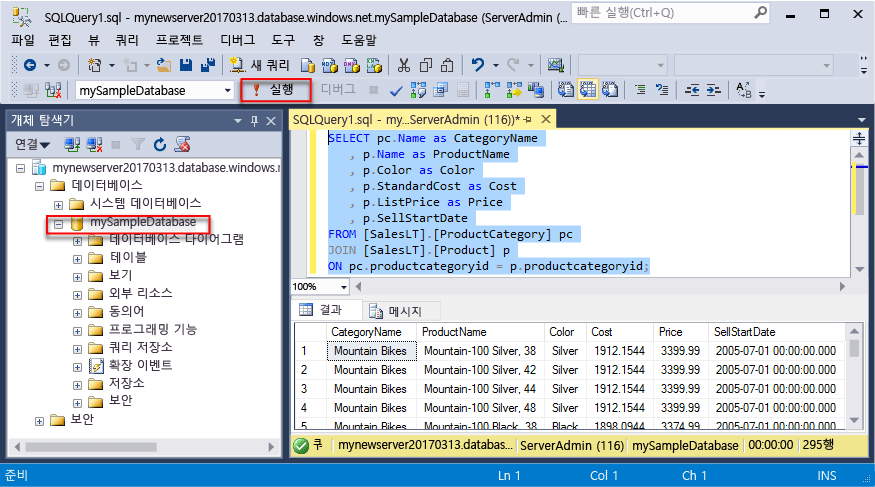 SQLQuery1.sql - mynewserver20170313.database.windows.net.mySampleDatabase (ServerAdmin (116))*...
빠른 실행(Ctrl+Q)
파일 편집 뷰 쿼리 프로젝트 디버그 도구 창 도움말
새 쿼리
MDX DMX XMLA DAX
mySampleDatabase
실행
디버그
개체 탐색기
SQLQuery1.sql - my...ServerAdmin (116))*
연결
mynewserver20170313.database.windows.n
데이터베이스
시스템 데이터베이스
mySampleDatabase
데이터베이스 다이어그램
테이블
보기
외부 리소스
동의어
프로그래밍 기능
쿼리 저장소
확장 이벤트
저장소
보안
보안
SELECT pc.Name as CategoryName
, p.Name as ProductName
, p.Color as Color
, p.StandardCost as Cost
, p.ListPrice as Price
, p.SellStartDate
FROM [SalesLT].[ProductCategory] pc
JOIN [SalesLT].[Product] p
ON pc.productcategoryid = p.productcategoryid;
100%
결과 메시지
CategoryName ProductName Color Cost Price SellStartDate
1 Mountain Bikes Mountain-100 Silver, 38 Silver 1912.1544 3399.99 2005-07-01 00:00:00.000
2 Mountain Bikes Mountain-100 Silver, 42 Silver 1912.1544 3399.99 2005-07-01 00:00:00.000
3 Mountain Bikes Mountain-100 Silver, 44 Silver 1912.1544 3399.99 2005-07-01 00:00:00.000
4 Mountain Bikes Mountain-100 Silver, 48 Silver 1912.1544 3399.99 2005-07-01 00:00:00.000
5 Mountain Bikes Mountain-100 Black, 38 Black 1898.0944 3374.99 2005-07-01 00:00:00.000
쿠 mynewserver20170313.databas... ServerAdmin (116) mySampleDatabase 00:00:00 295행
준비 Ln 1 Col 1 Ch 1 INS